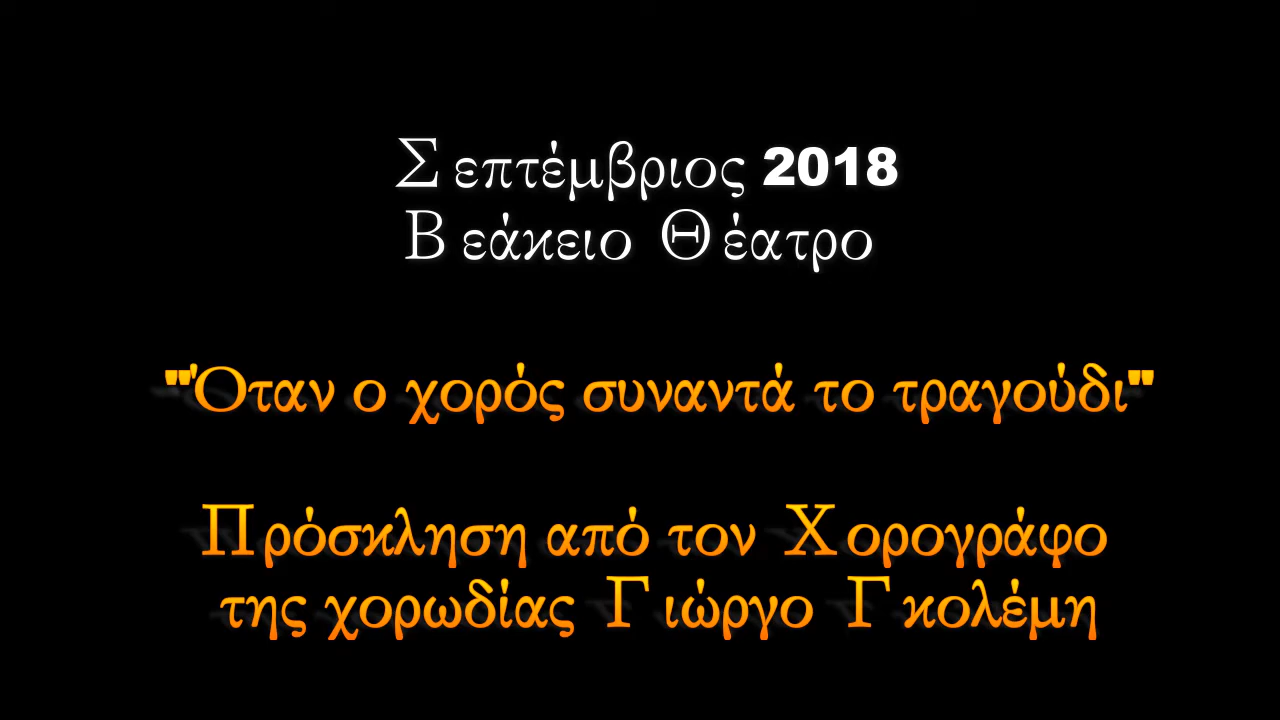 Σεπτέμβριος 2018
Βεάκειο Θέατρο
"Όταν ο χορός συναντά το τραγούδι"
Πρόσκληση από τον Χορογράφο
της χορωδίας Γιώργο Γκολέμη